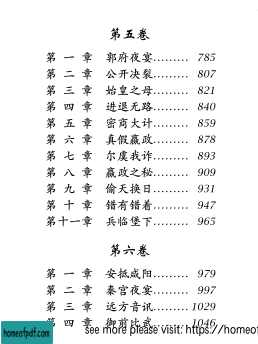 第五卷
第 一 章 郭府夜宴……… 785
第 二 章 公开决裂……… 807
第 三 章 始皇之母……… 821
第 四 章 进退无路……… 840
第 五 章 密商大计……… 859
第 六 章 真假嬴政……… 878
第 七 章 尔虞我诈……… 893
第 八 章 嬴政之秘……… 909
第 九 章 偷天换日……… 931
第 十 章 错有错着……… 947
第十一章 兵临堡下……… 965
第六卷
第 一 章 安抵咸阳……… 979
第 二 章 秦宫夜宴……… 997
第 三 章 远方音讯………1029
第 四 章 御前比武………1046
homeofpdf.com
see more please visit: https://homeof